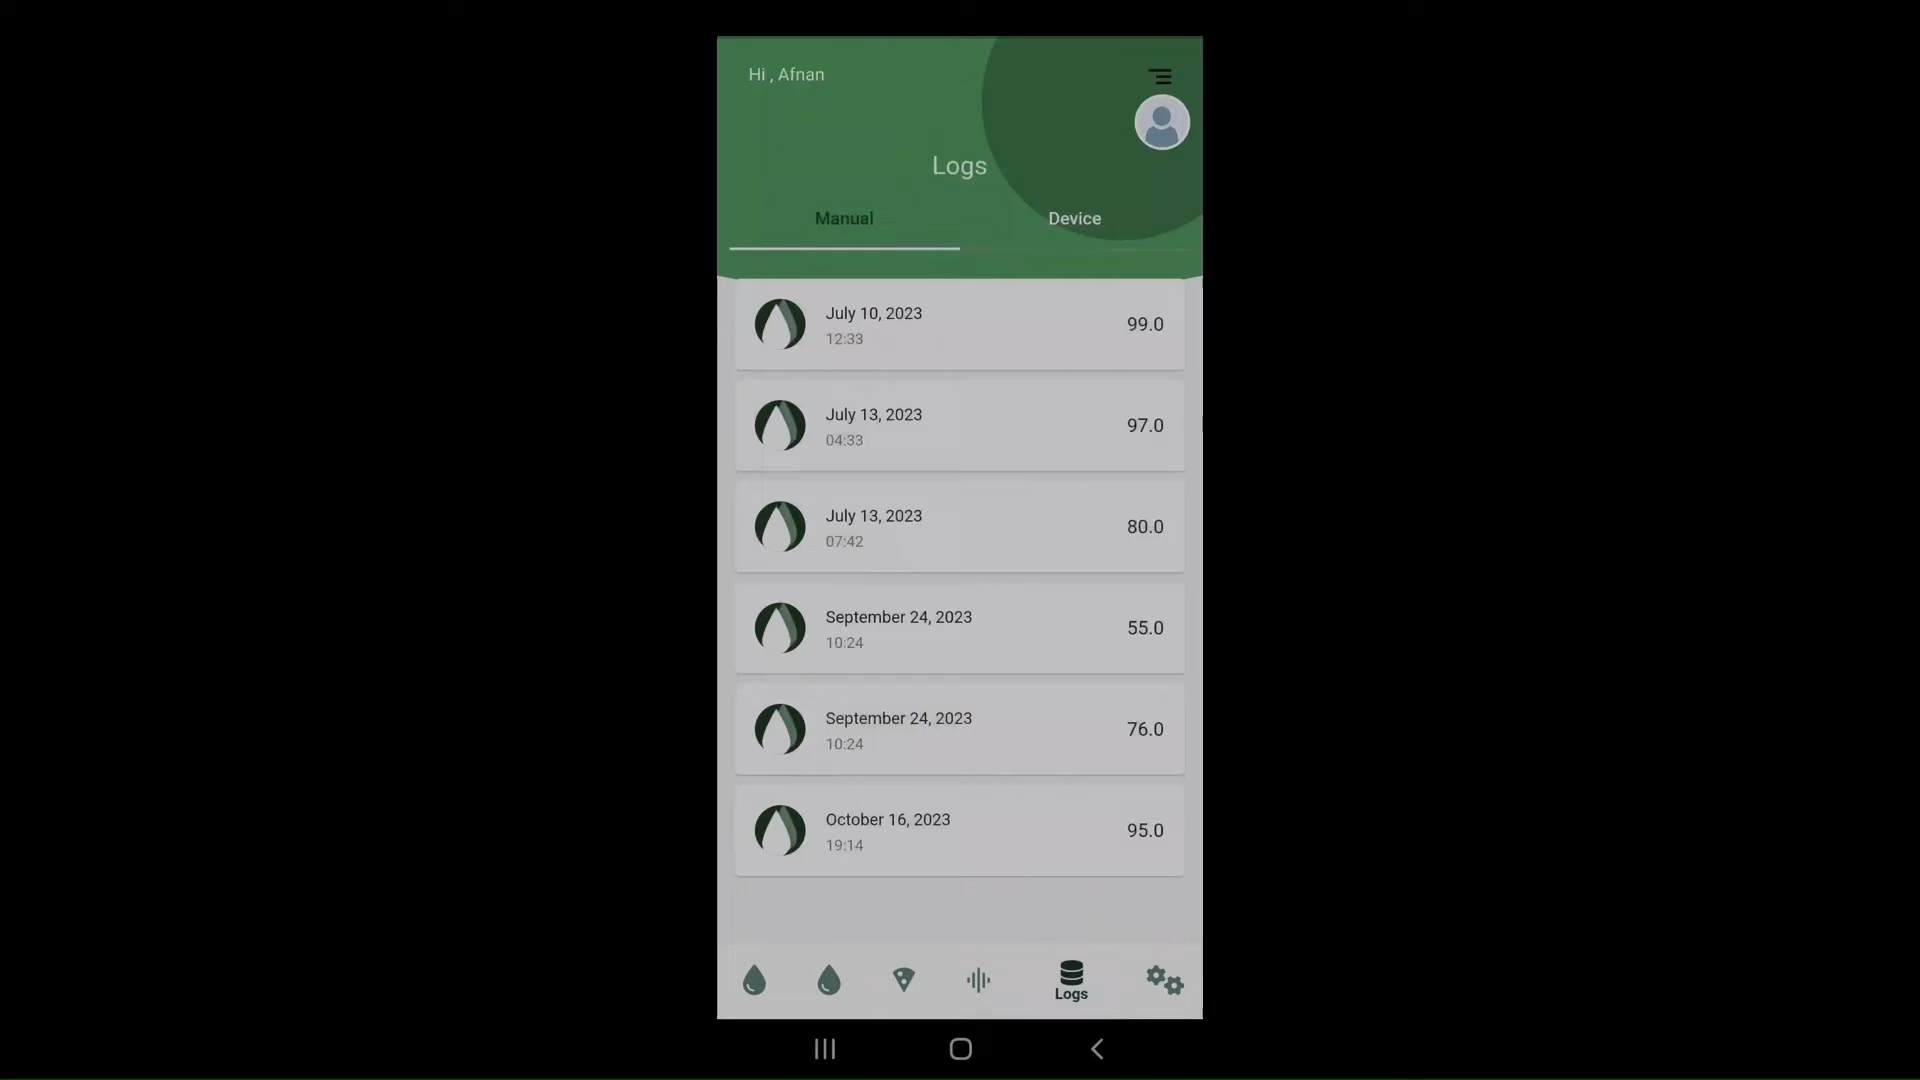 Hi , Afnan
Logs
Manual
Device
July 10, 2023
12:33
99.0
July 13, 2023
04:33
97.0
July 13, 2023
07:42
80.0
September 24, 2023
10:24
55.0
September 24, 2023
10:24
76.0
October 16, 2023
19:14
95.0
Logs